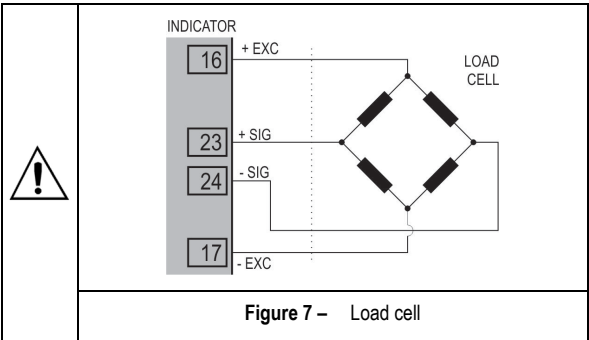 INDICATOR
16
+ EXC
LOAD
CELL
23
+ SIG
24
- SIG
17
- EXC
Figure 7 – Load cell